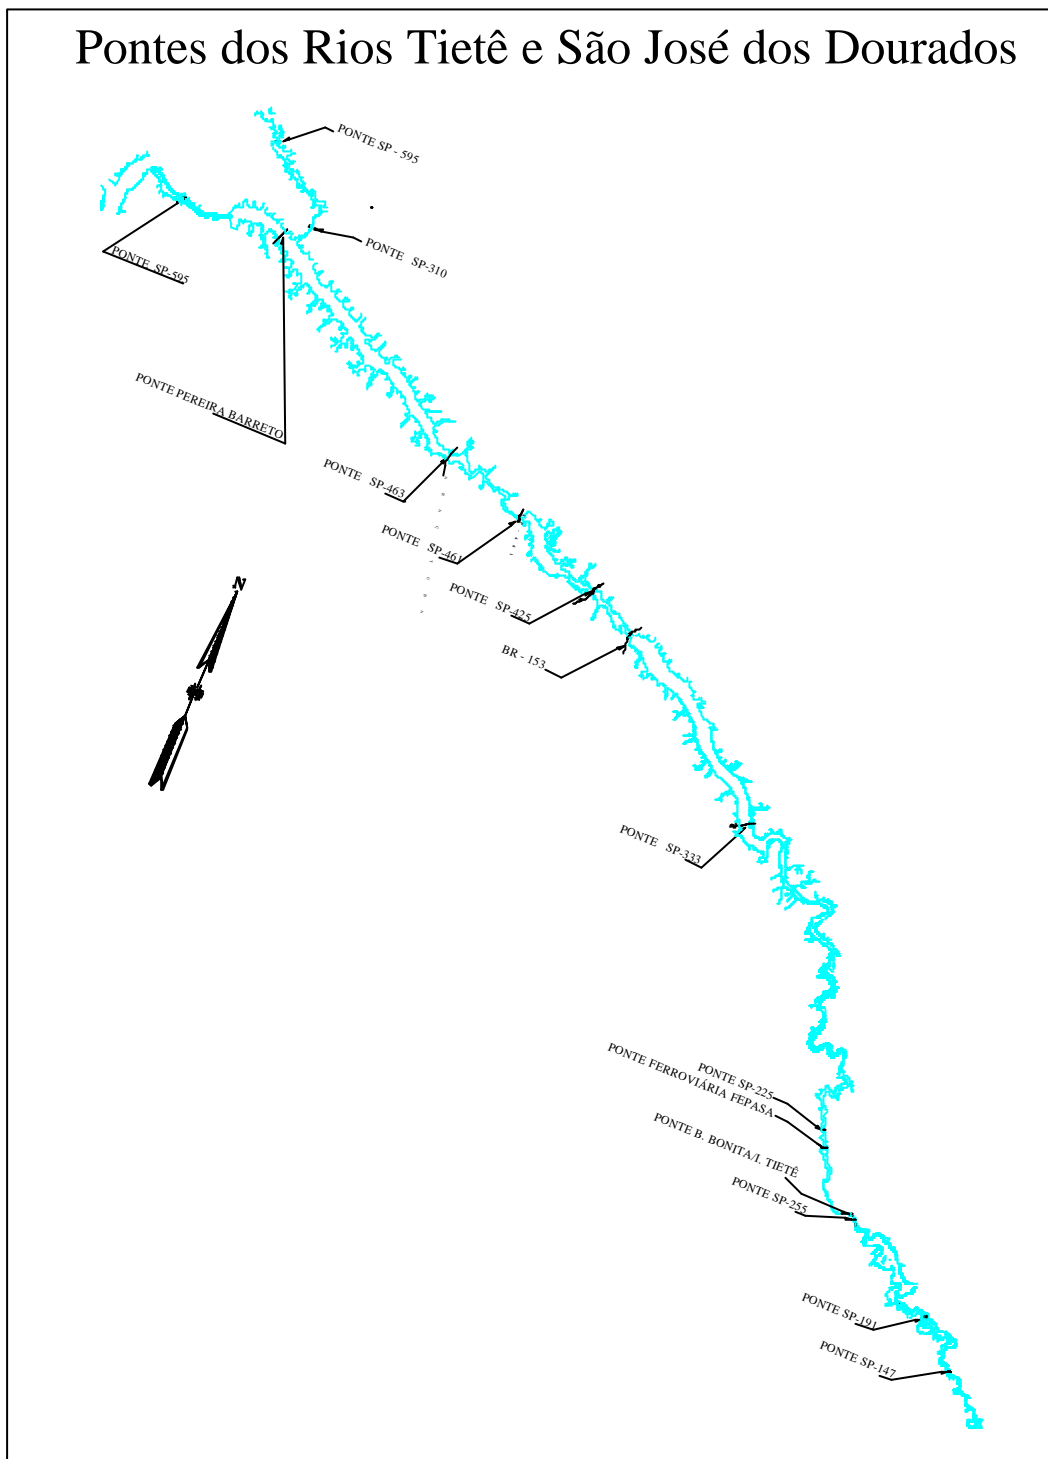 Pontes dos Rios Tietê e São José dos Dourados
PONTE SP - 595
PONTE SP-310
PONTE SP-595
PONTE PEREIRA BARRETO
PONTE SP-463
PONTE SP-461
N
PONTE SP-425
BR - 153
PONTE SP-333
PONTE SP-225
PONTE FERROVIÁRIA FEPASA
PONTE B. BONITA/I. TIETÊ
PONTE SP-255
PONTE SP-191
PONTE SP-147